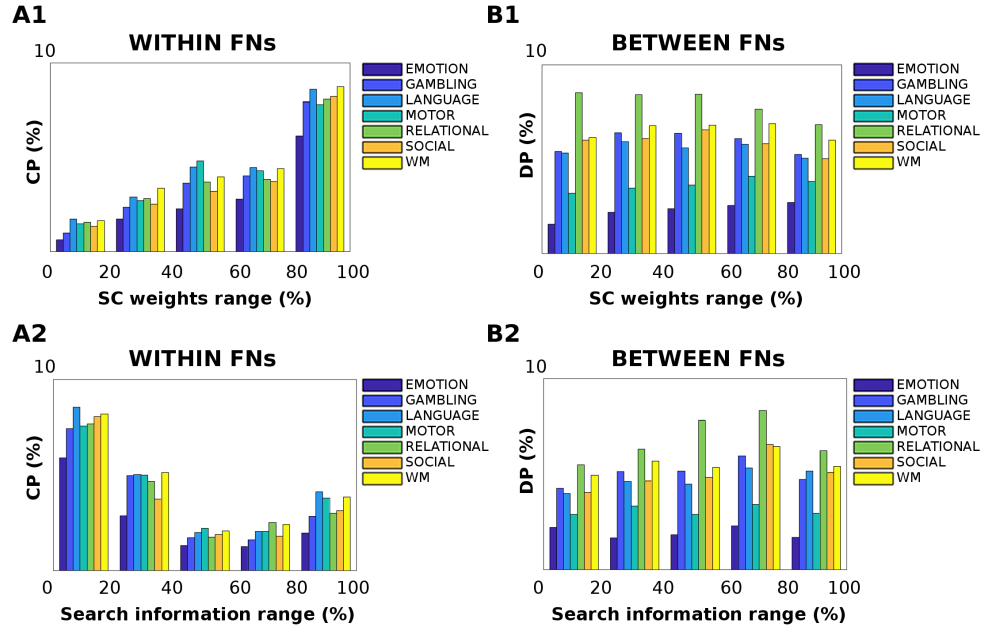 A1
WITHIN FNs
10
CP (%)
EMOTION
GAMBLING
LANGUAGE
MOTOR
RELATIONAL
SOCIAL
WM
0 20 40 60 80 100
SC weights range (%)
B1
BETWEEN FNs
10
DP (%)
EMOTION
GAMBLING
LANGUAGE
MOTOR
RELATIONAL
SOCIAL
WM
0 20 40 60 80 100
SC weights range (%)
A2
WITHIN FNs
10
CP (%)
EMOTION
GAMBLING
LANGUAGE
MOTOR
RELATIONAL
SOCIAL
WM
0 20 40 60 80 100
Search information range (%)
B2
BETWEEN FNs
10
DP (%)
EMOTION
GAMBLING
LANGUAGE
MOTOR
RELATIONAL
SOCIAL
WM
0 20 40 60 80 100
Search information range (%)